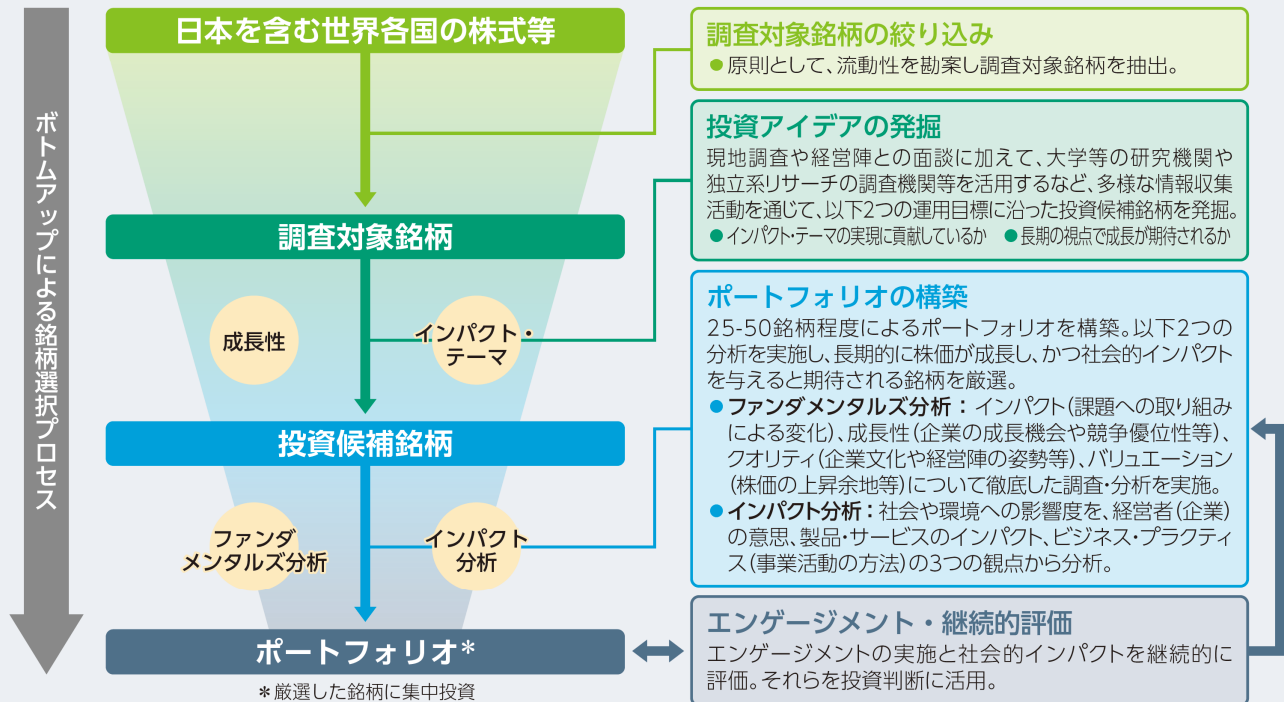 ボトムアップによる銘柄選択プロセス
日本を含む世界各国の株式等
調査対象銘柄
成長性
インパクト・
テーマ
投資候補銘柄
ファンダ
メンタルズ分析
インパクト
分析
ポートフォリオ*
*厳選した銘柄に集中投資
調査対象銘柄の絞り込み
●原則として、流動性を勘案し調査対象銘柄を抽出。
投資アイデアの発掘
現地調査や経営陣との面談に加えて、大学等の研究機関や
独立系リサーチの調査機関等を活用するなど、多様な情報収集
活動を通じて、以下2つの運用目標に沿った投資候補銘柄を発掘。
●インパクト・テーマの実現に貢献しているか ●長期の視点で成長が期待されるか
ポートフォリオの構築
25-50銘柄程度によるポートフォリオを構築。以下2つの
分析を実施し、長期的に株価が成長し、かつ社会的インパクト
を与えると期待される銘柄を厳選。
●ファンダメンタルズ分析：インパクト(課題への取り組み
による変化)、成長性(企業の成長機会や競争優位性等)、
クオリティ(企業文化や経営陣の姿勢等)、バリュエーション
(株価の上昇余地等)について徹底した調査・分析を実施。
●インパクト分析：社会や環境への影響度を、経営者(企業)
の意思、製品・サービスのインパクト、ビジネス・プラクティ
ス(事業活動の方法)の3つの観点から分析。
エンゲージメント・継続的評価
エンゲージメントの実施と社会的インパクトを継続的に
評価。それらを投資判断に活用。